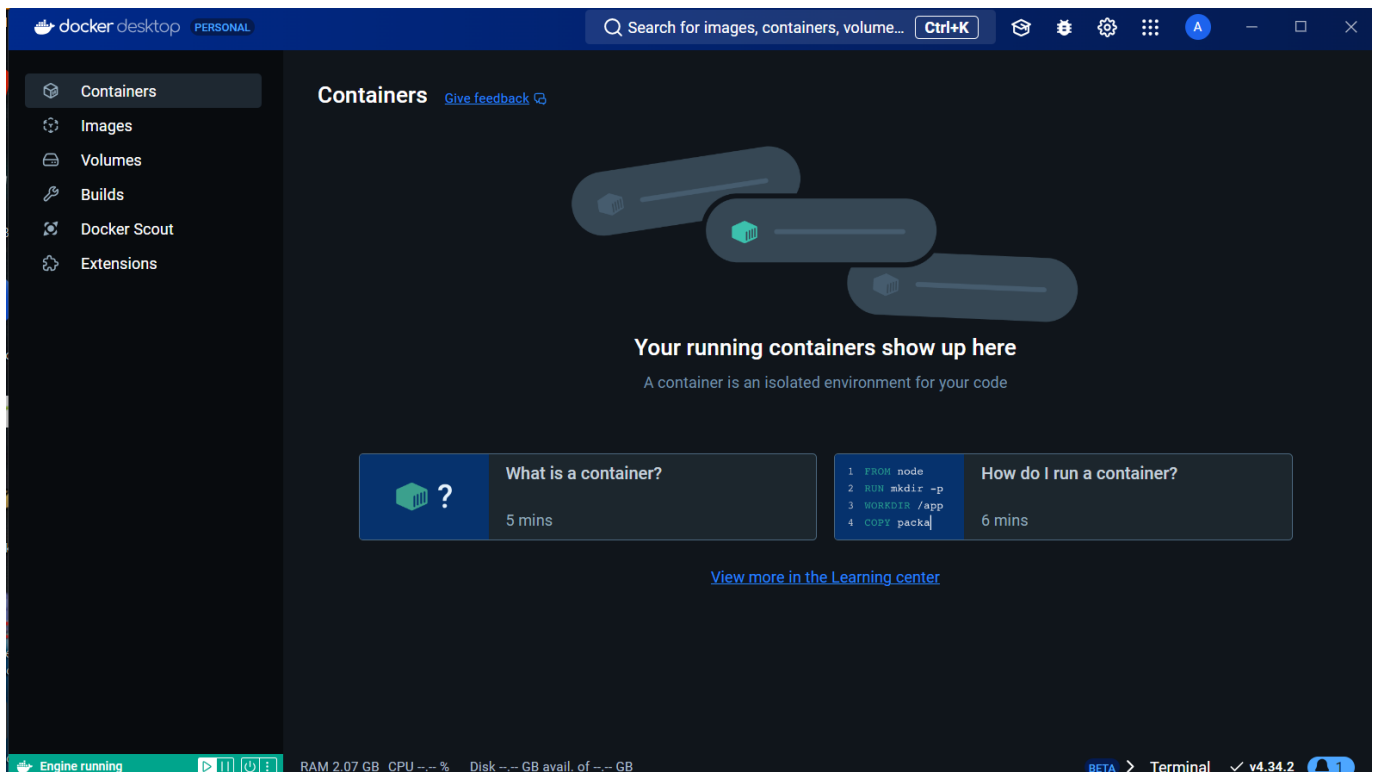 docker desktop PERSONAL
Search for images, containers, volume... Ctrl+K
A
Containers
Images
Volumes
Builds
Docker Scout
Extensions
Containers Give feedback
Your running containers show up here
A container is an isolated environment for your code
?
What is a container?
5 mins
1 FROM node
2 RUN mkdir -p
3 WORKDIR /app
4 COPY packa
How do I run a container?
6 mins
View more in the Learning center
Engine running
RAM 2.07 GB CPU --.-- % Disk --.-- GB avail. of --.-- GB
BETA Terminal v4.34.2 1